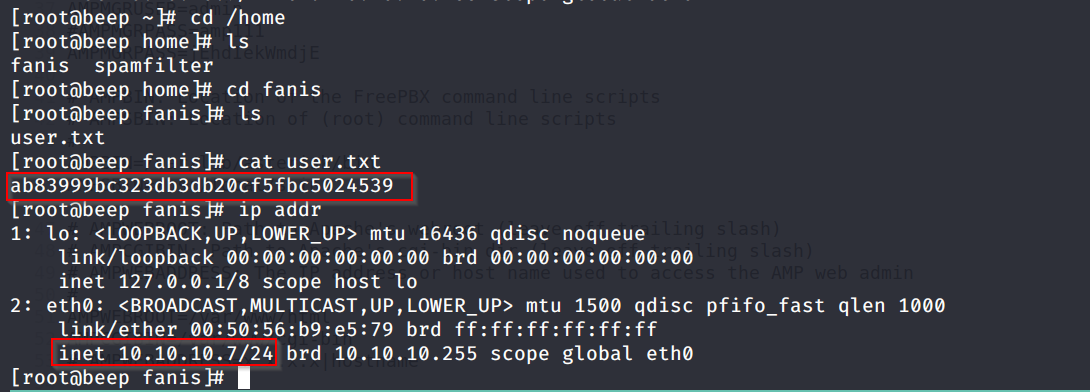 [root@beep ~]# cd /home
[root@beep home]# ls
fanis  spamfilter
[root@beep home]# cd fanis
[root@beep fanis]# ls
user.txt
[root@beep fanis]# cat user.txt
ab83999bc323db3db20cf5fbc5024539
[root@beep fanis]# ip addr
1: lo: <LOOPBACK,UP,LOWER_UP> mtu 16436 qdisc noqueue
    link/loopback 00:00:00:00:00:00 brd 00:00:00:00:00:00
    inet 127.0.0.1/8 scope host lo
2: eth0: <BROADCAST,MULTICAST,UP,LOWER_UP> mtu 1500 qdisc pfifo_fast qlen 1000
    link/ether 00:50:56:b9:e5:79 brd ff:ff:ff:ff:ff:ff
    inet 10.10.10.7/24 brd 10.10.10.255 scope global eth0
[root@beep fanis]#